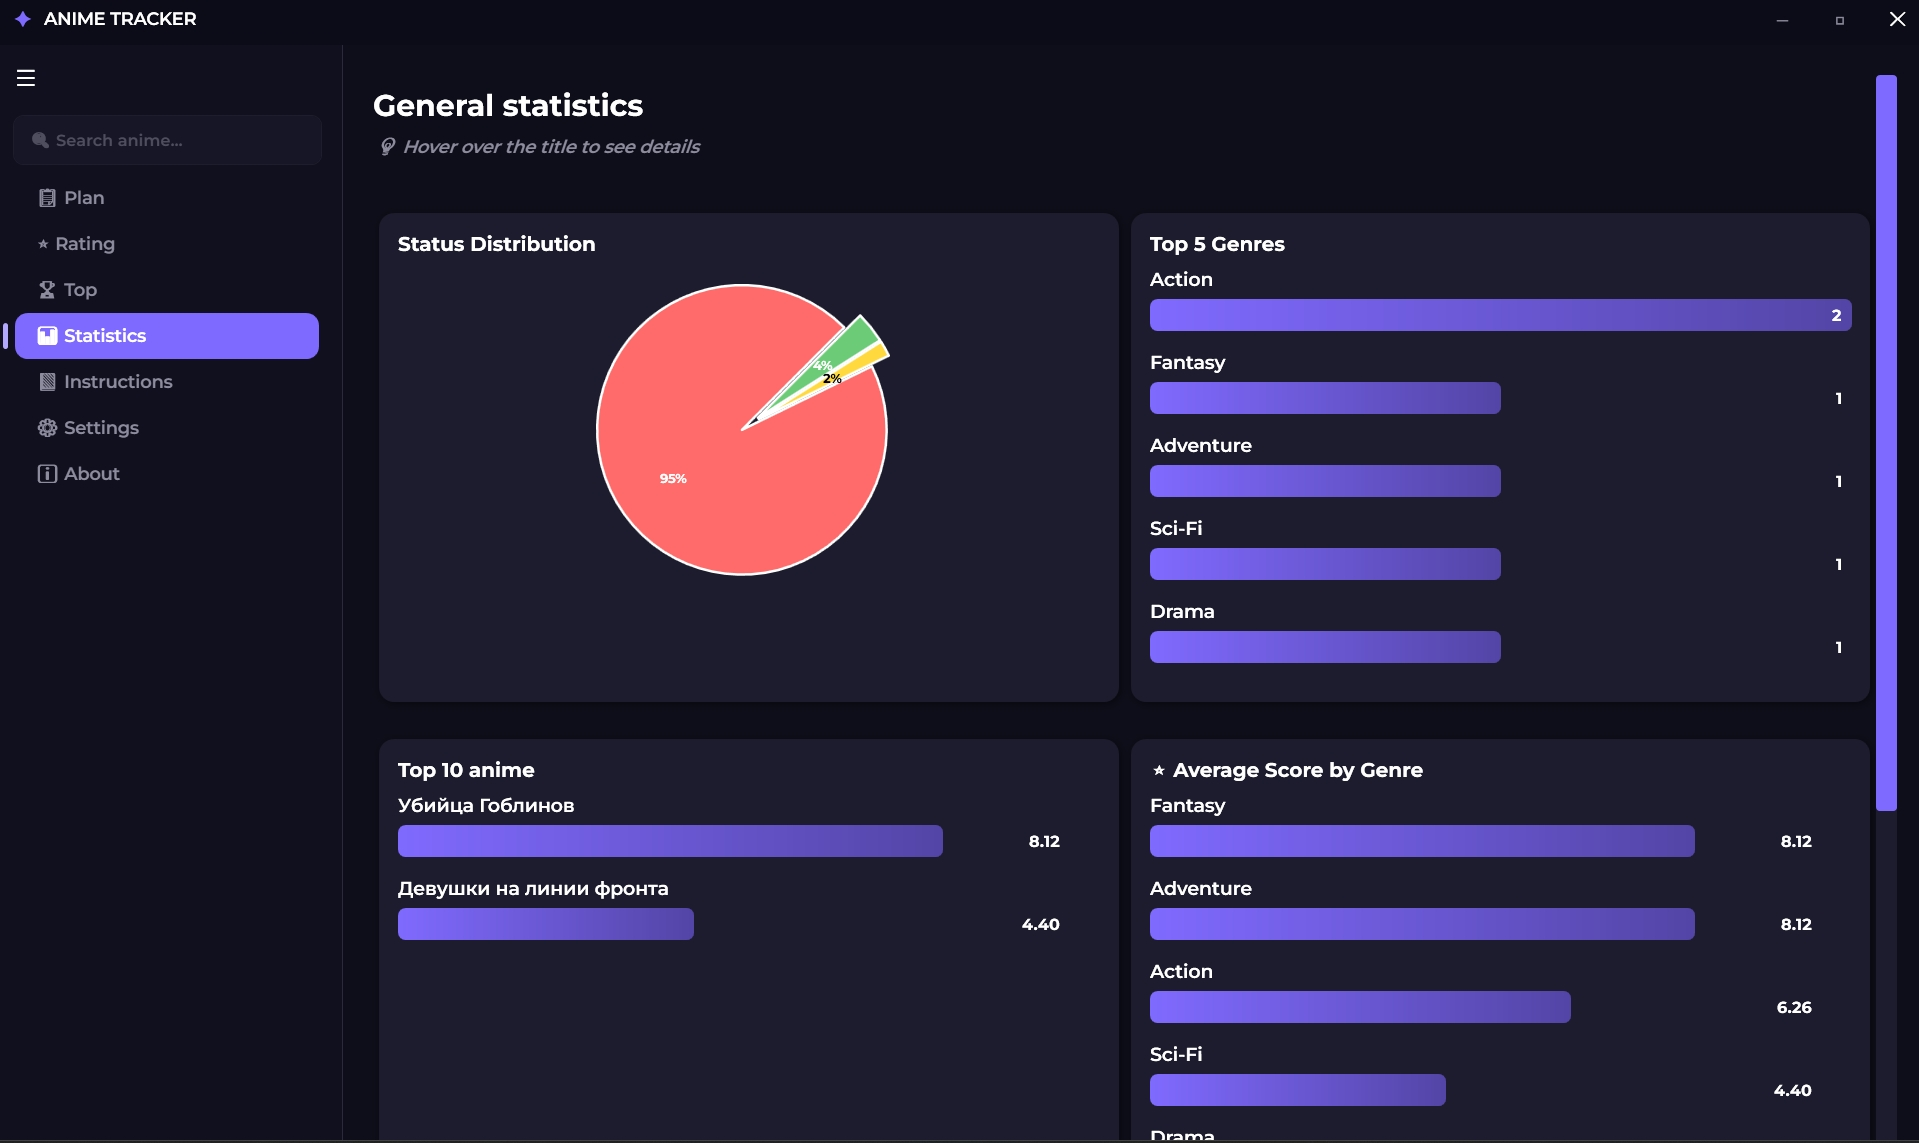 ANIME TRACKER
Search anime...
Plan
Rating
Top
Statistics
Instructions
Settings
About
General statistics
Hover over the title to see details
Status Distribution
4%
2%
95%
Top 5 Genres
Action
2
Fantasy
1
Adventure
1
Sci-Fi
1
Drama
1
Top 10 anime
Убийца Гоблинов
8.12
Девушки на линии фронта
4.40
Average Score by Genre
Fantasy
8.12
Adventure
8.12
Action
6.26
Sci-Fi
4.40
Drama